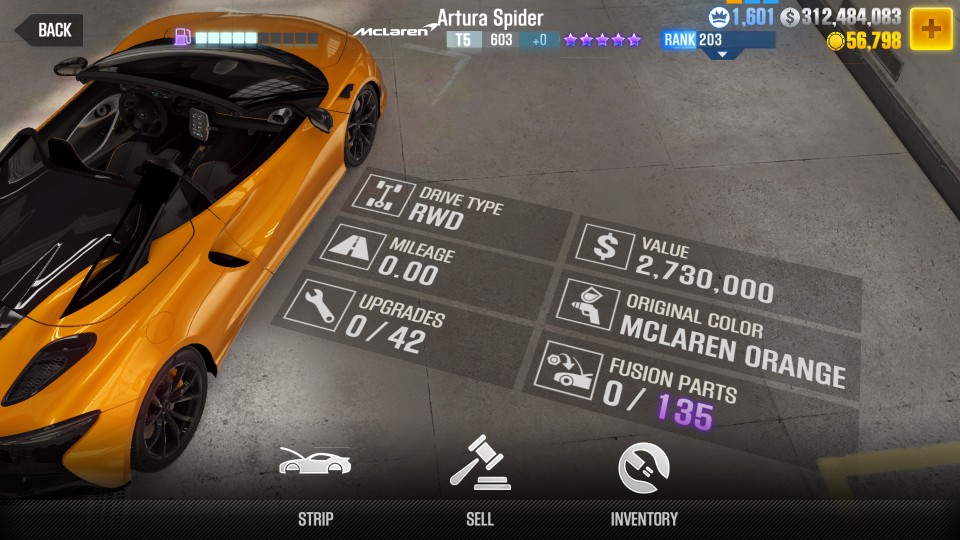 BACK
McLaren
Artura Spider
T5 603 +0
RANK 203
1,601 $ 312,484,083
56,798
DRIVE TYPE
RWD
MILEAGE
0.00
UPGRADES
0/42
$ VALUE
2,730,000
ORIGINAL COLOR
MCLAREN ORANGE
FUSION PARTS
0/135
STRIP
SELL
INVENTORY